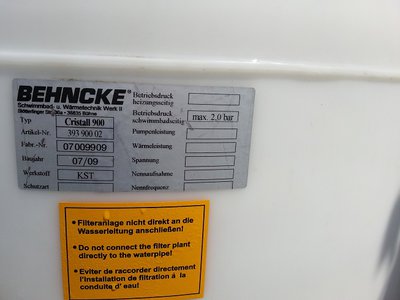 BEHNCKE®
Schwimmbad- u. Wärmetechnik Werk II
Typ Cristall 900
Artikel-Nr. 393 900 02
Fabr.-Nr. 07009909
Baujahr 07/09
Werkstoff KST
Schutzart
Betriebsdruck
heizungsseitig
Betriebsdruck
schwimmbadseitig max. 2,0 bar
Pumpenleistung
Wärmeleistung
Spannung
Nennaufnahme
Nennfrequenz
• Filteranlage nicht direkt an die
Wasserleitung anschließen!
• Do not connect the filter plant
directly to the waterpipe!
• Eviter de raccorder directement
l'installation de filtration á la
conduite d' eau!